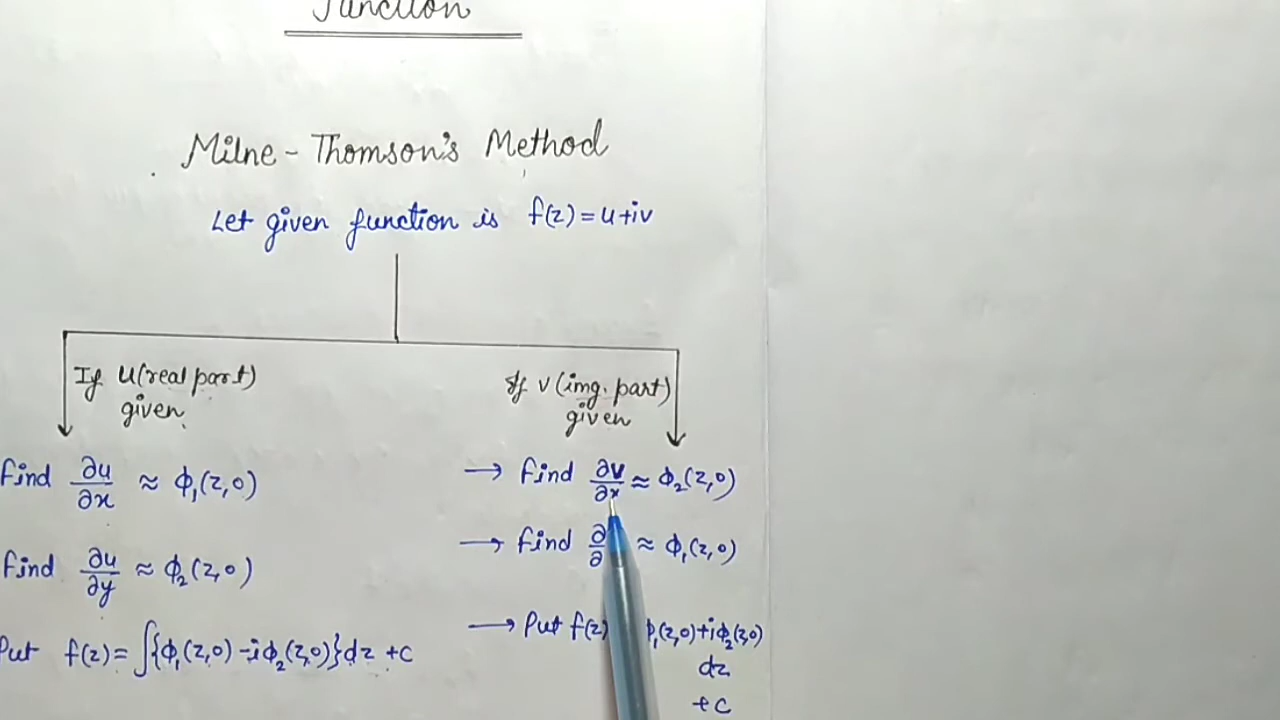 Function
Milne - Thomson's Method
Let given function is f(z) = u+iv
If u(real part)
given
find ∂u/∂x ≈ ϕ₁(z,0)
find ∂u/∂y ≈ ϕ₂(z,0)
Put f(z) = ∫{ϕ₁(z,0) -iϕ₂(z,0)}dz +c
If v(img. part)
given
→ find ∂v/∂x ≈ ϕ₂(z,0)
→ find ∂ ∂ ≈ ϕ₁(z,0)
→ Put f(z) ϕ₁(z,0)+iϕ₂(z,0)
dz
+c